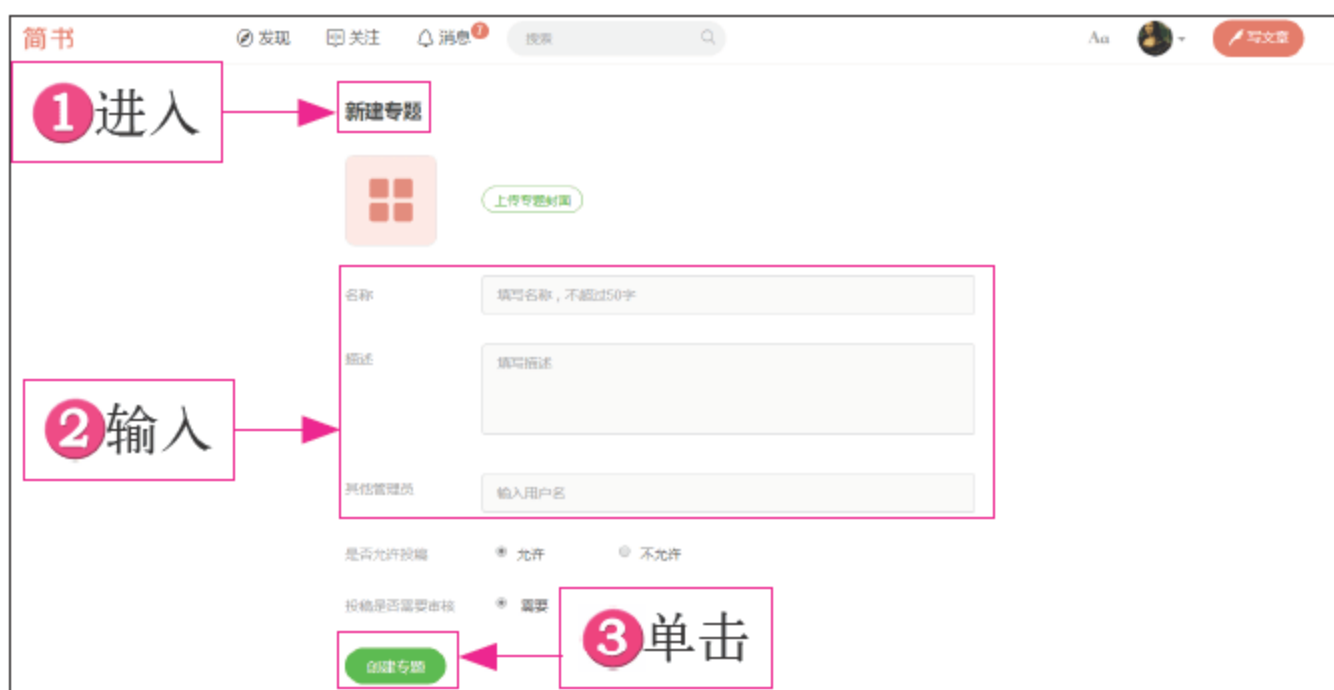 简书 发现 关注 消息 1 搜索 Aa 写文章
1进入
新建专题
上传专题封面
名称 填写名称，不超过50字
描述 填写描述
2输入
其他管理员 输入用户名
是否允许投稿 允许 不允许
投稿是否需要审核 需要
3单击
创建专题